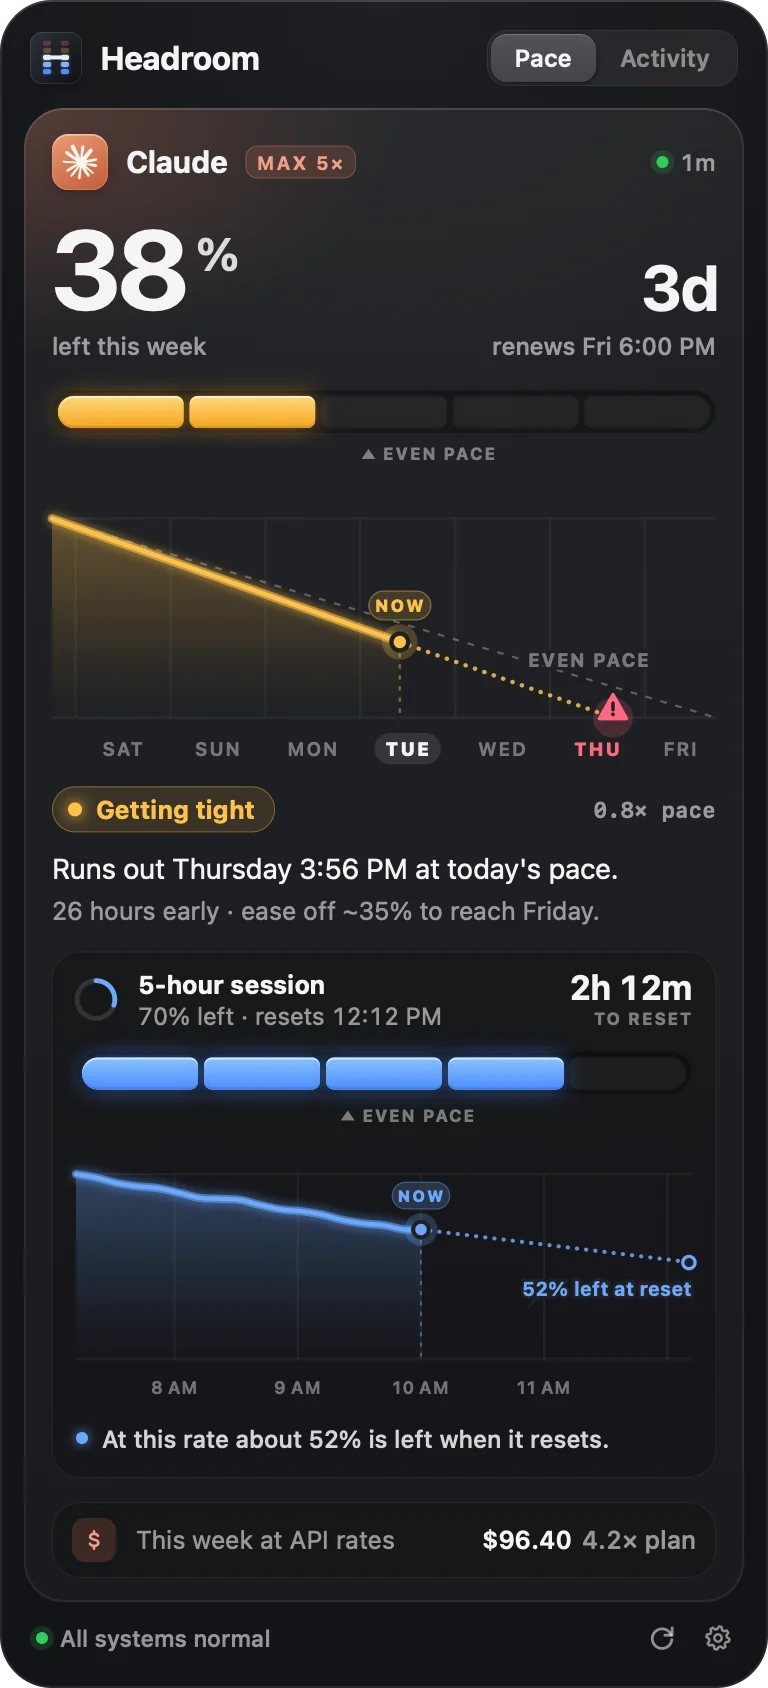 Headroom
Pace Activity
Claude MAX 5× 1m
38% 3d
left this week renews Fri 6:00 PM
▲ EVEN PACE
NOW
EVEN PACE
SAT SUN MON TUE WED THU FRI
Getting tight 0.8× pace
Runs out Thursday 3:56 PM at today's pace.
26 hours early · ease off ~35% to reach Friday.
5-hour session 2h 12m
70% left · resets 12:12 PM TO RESET
▲ EVEN PACE
NOW
52% left at reset
8 AM 9 AM 10 AM 11 AM
At this rate about 52% is left when it resets.
$ This week at API rates $96.40 4.2× plan
All systems normal